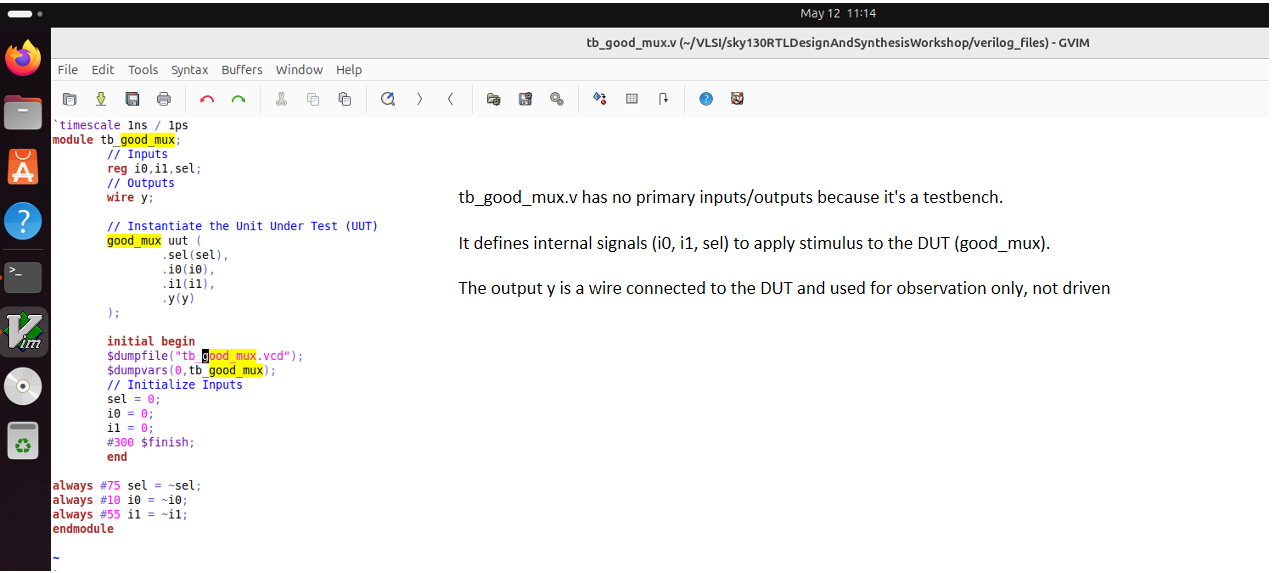 May 12 11:14
tb_good_mux.v (~/VLSI/sky130RTLDesignAndSynthesisWorkshop/verilog_files) - GVIM
File Edit Tools Syntax Buffers Window Help
`timescale 1ns / 1ps
module tb_good_mux;
// Inputs
reg i0,i1,sel;
// Outputs
wire y;
// Instantiate the Unit Under Test (UUT)
good_mux uut (
.sel(sel),
.i0(i0),
.i1(i1),
.y(y)
);
initial begin
$dumpfile("tb_good_mux.vcd");
$dumpvars(0,tb_good_mux);
// Initialize Inputs
sel = 0;
i0 = 0;
i1 = 0;
#300 $finish;
end
always #75 sel = ~sel;
always #10 i0 = ~i0;
always #55 i1 = ~i1;
endmodule
~
tb_good_mux.v has no primary inputs/outputs because it's a testbench.
It defines internal signals (i0, i1, sel) to apply stimulus to the DUT (good_mux).
The output y is a wire connected to the DUT and used for observation only, not driven